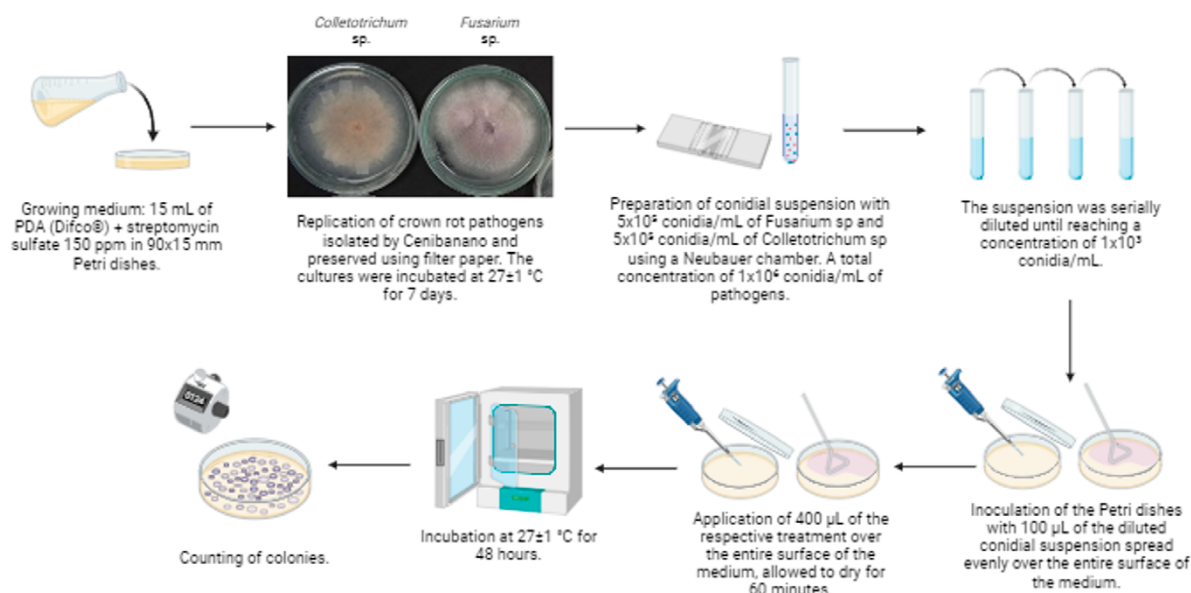 Colletotrichum
sp.
Fusarium
sp.
Growing medium: 15 mL of
PDA (Difco®) + streptomycin
sulfate 150 ppm in 90x15 mm
Petri dishes.
Replication of crown rot pathogens
isolated by Cenibanano and
preserved using filter paper. The
cultures were incubated at 27±1 °C
for 7 days.
Preparation of conidial suspension with
5x10⁵ conidia/mL of Fusarium sp and
5x10⁵ conidia/mL of Colletotrichum sp
using a Neubauer chamber. A total
concentration of 1x10⁶ conidia/mL of
pathogens.
The suspension was serially
diluted until reaching a
concentration of 1x10³
conidia/mL.
Inoculation of the Petri dishes
with 100 µL of the diluted
conidial suspension spread
evenly over the entire surface of
the medium.
Application of 400 µL of the
respective treatment over
the entire surface of the
medium, allowed to dry for
60 minutes
Incubation at 27±1 °C for
48 hours.
0124
Counting of colonies.